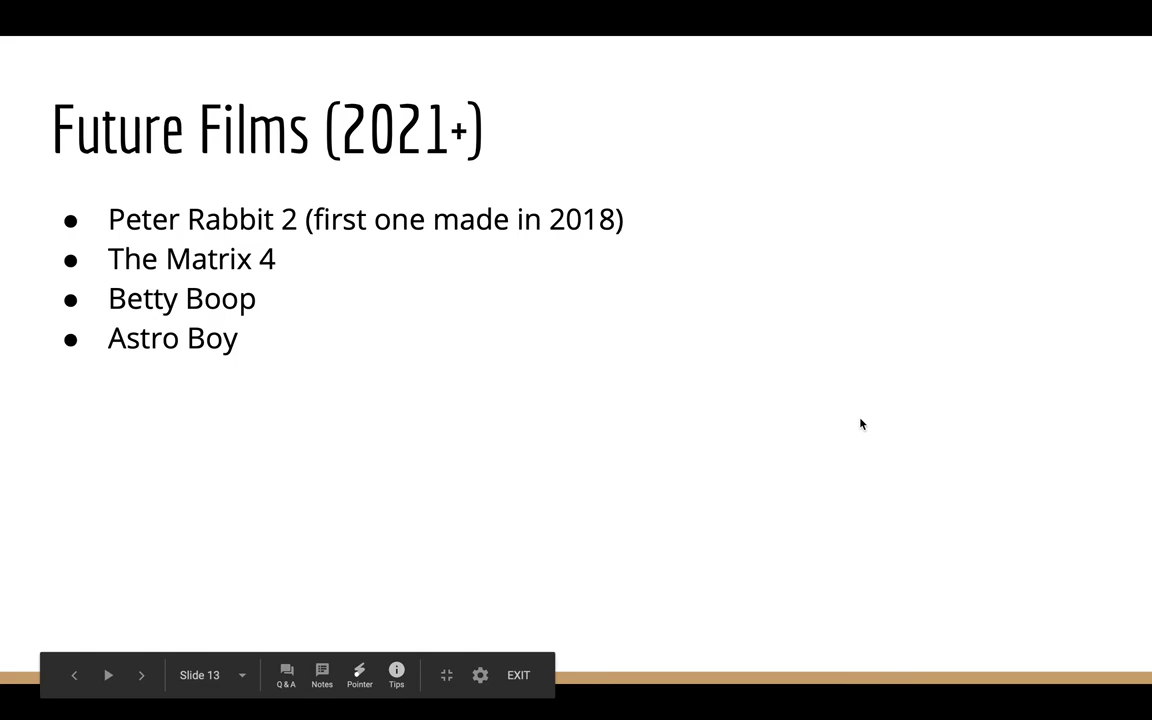 Future Films (2021+)
● Peter Rabbit 2 (first one made in 2018)
● The Matrix 4
● Betty Boop
● Astro Boy
Slide 13
Q & A
Notes
Pointer
Tips
EXIT